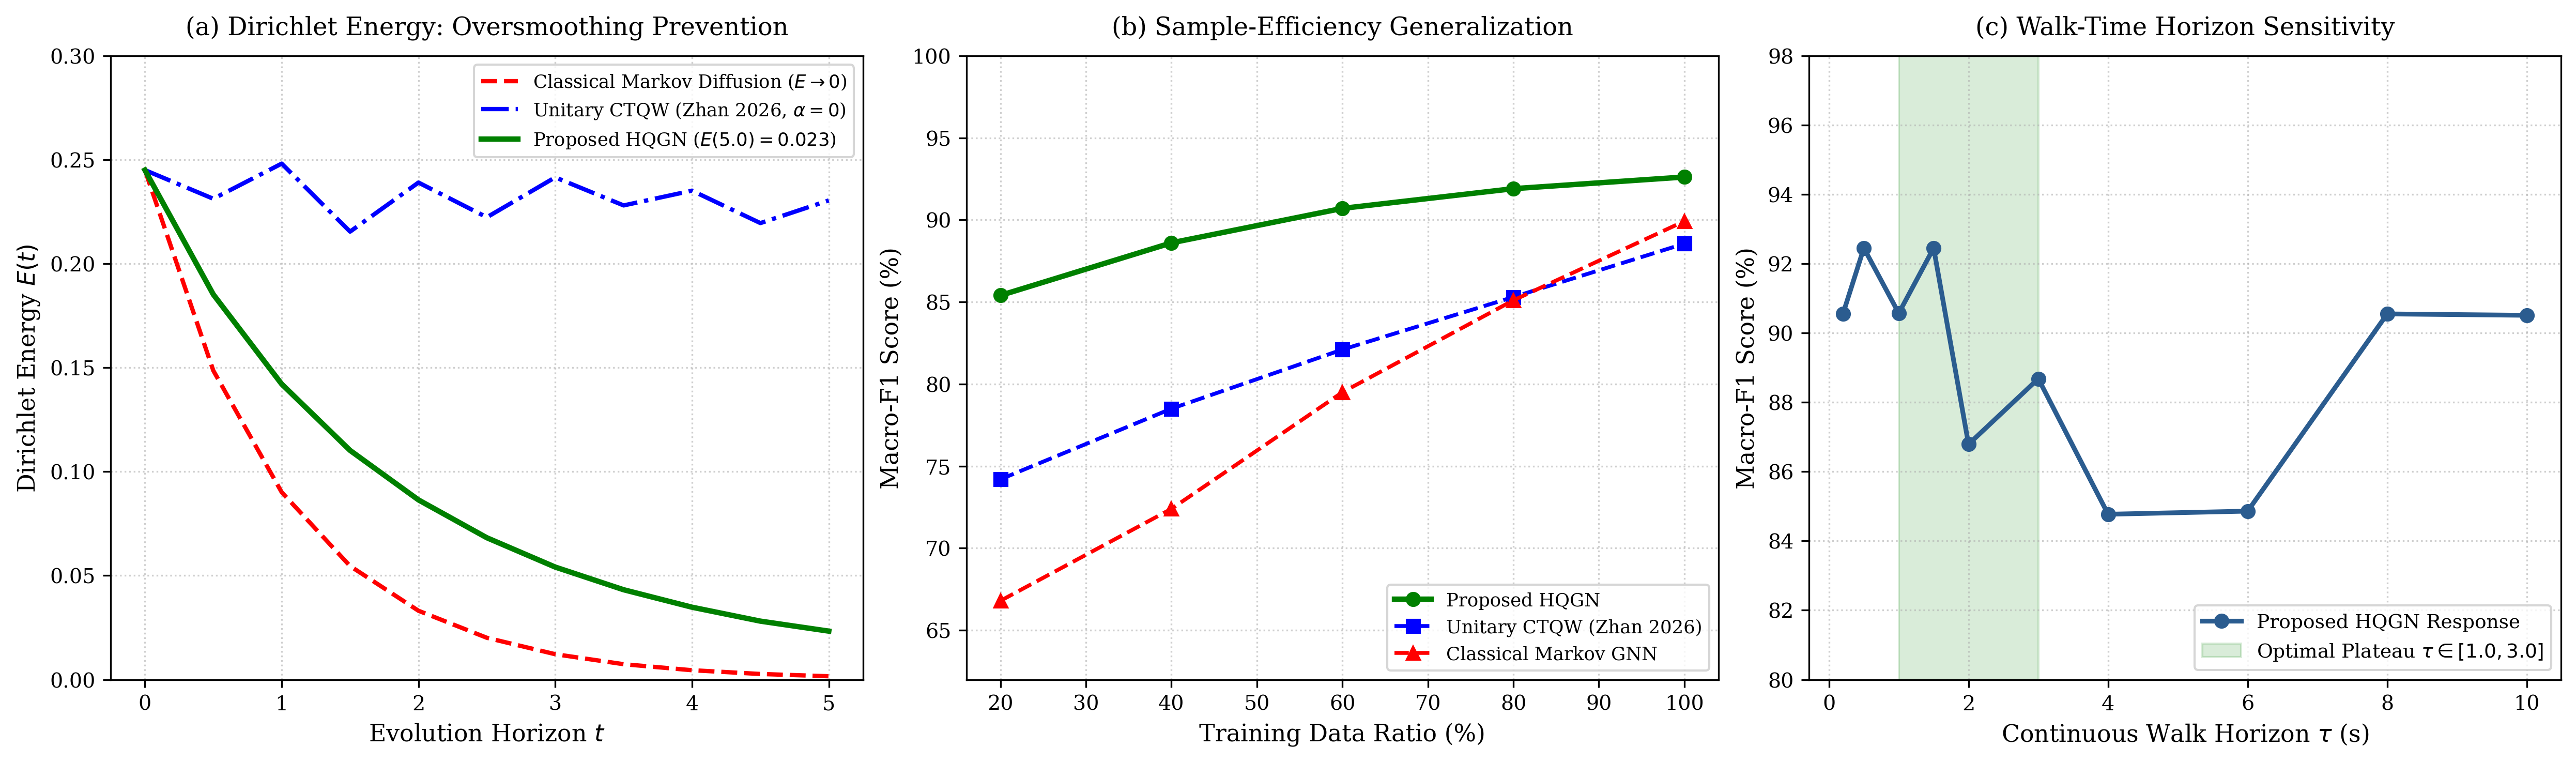 (a) Dirichlet Energy: Oversmoothing Prevention
0.30
0.25
0.20
0.15
0.10
0.05
0.00
Dirichlet Energy E(t)
Classical Markov Diffusion (E → 0)
Unitary CTQW (Zhan 2026, α = 0)
Proposed HQGN (E(5.0) = 0.023)
0 1 2 3 4 5
Evolution Horizon t
(b) Sample-Efficiency Generalization
100
95
90
85
80
75
70
65
Macro-F1 Score (%)
Proposed HQGN
Unitary CTQW (Zhan 2026)
Classical Markov GNN
20 30 40 50 60 70 80 90 100
Training Data Ratio (%)
(c) Walk-Time Horizon Sensitivity
98
96
94
92
90
88
86
84
82
80
Macro-F1 Score (%)
Proposed HQGN Response
Optimal Plateau τ ∈ [1.0, 3.0]
0 2 4 6 8 10
Continuous Walk Horizon τ (s)